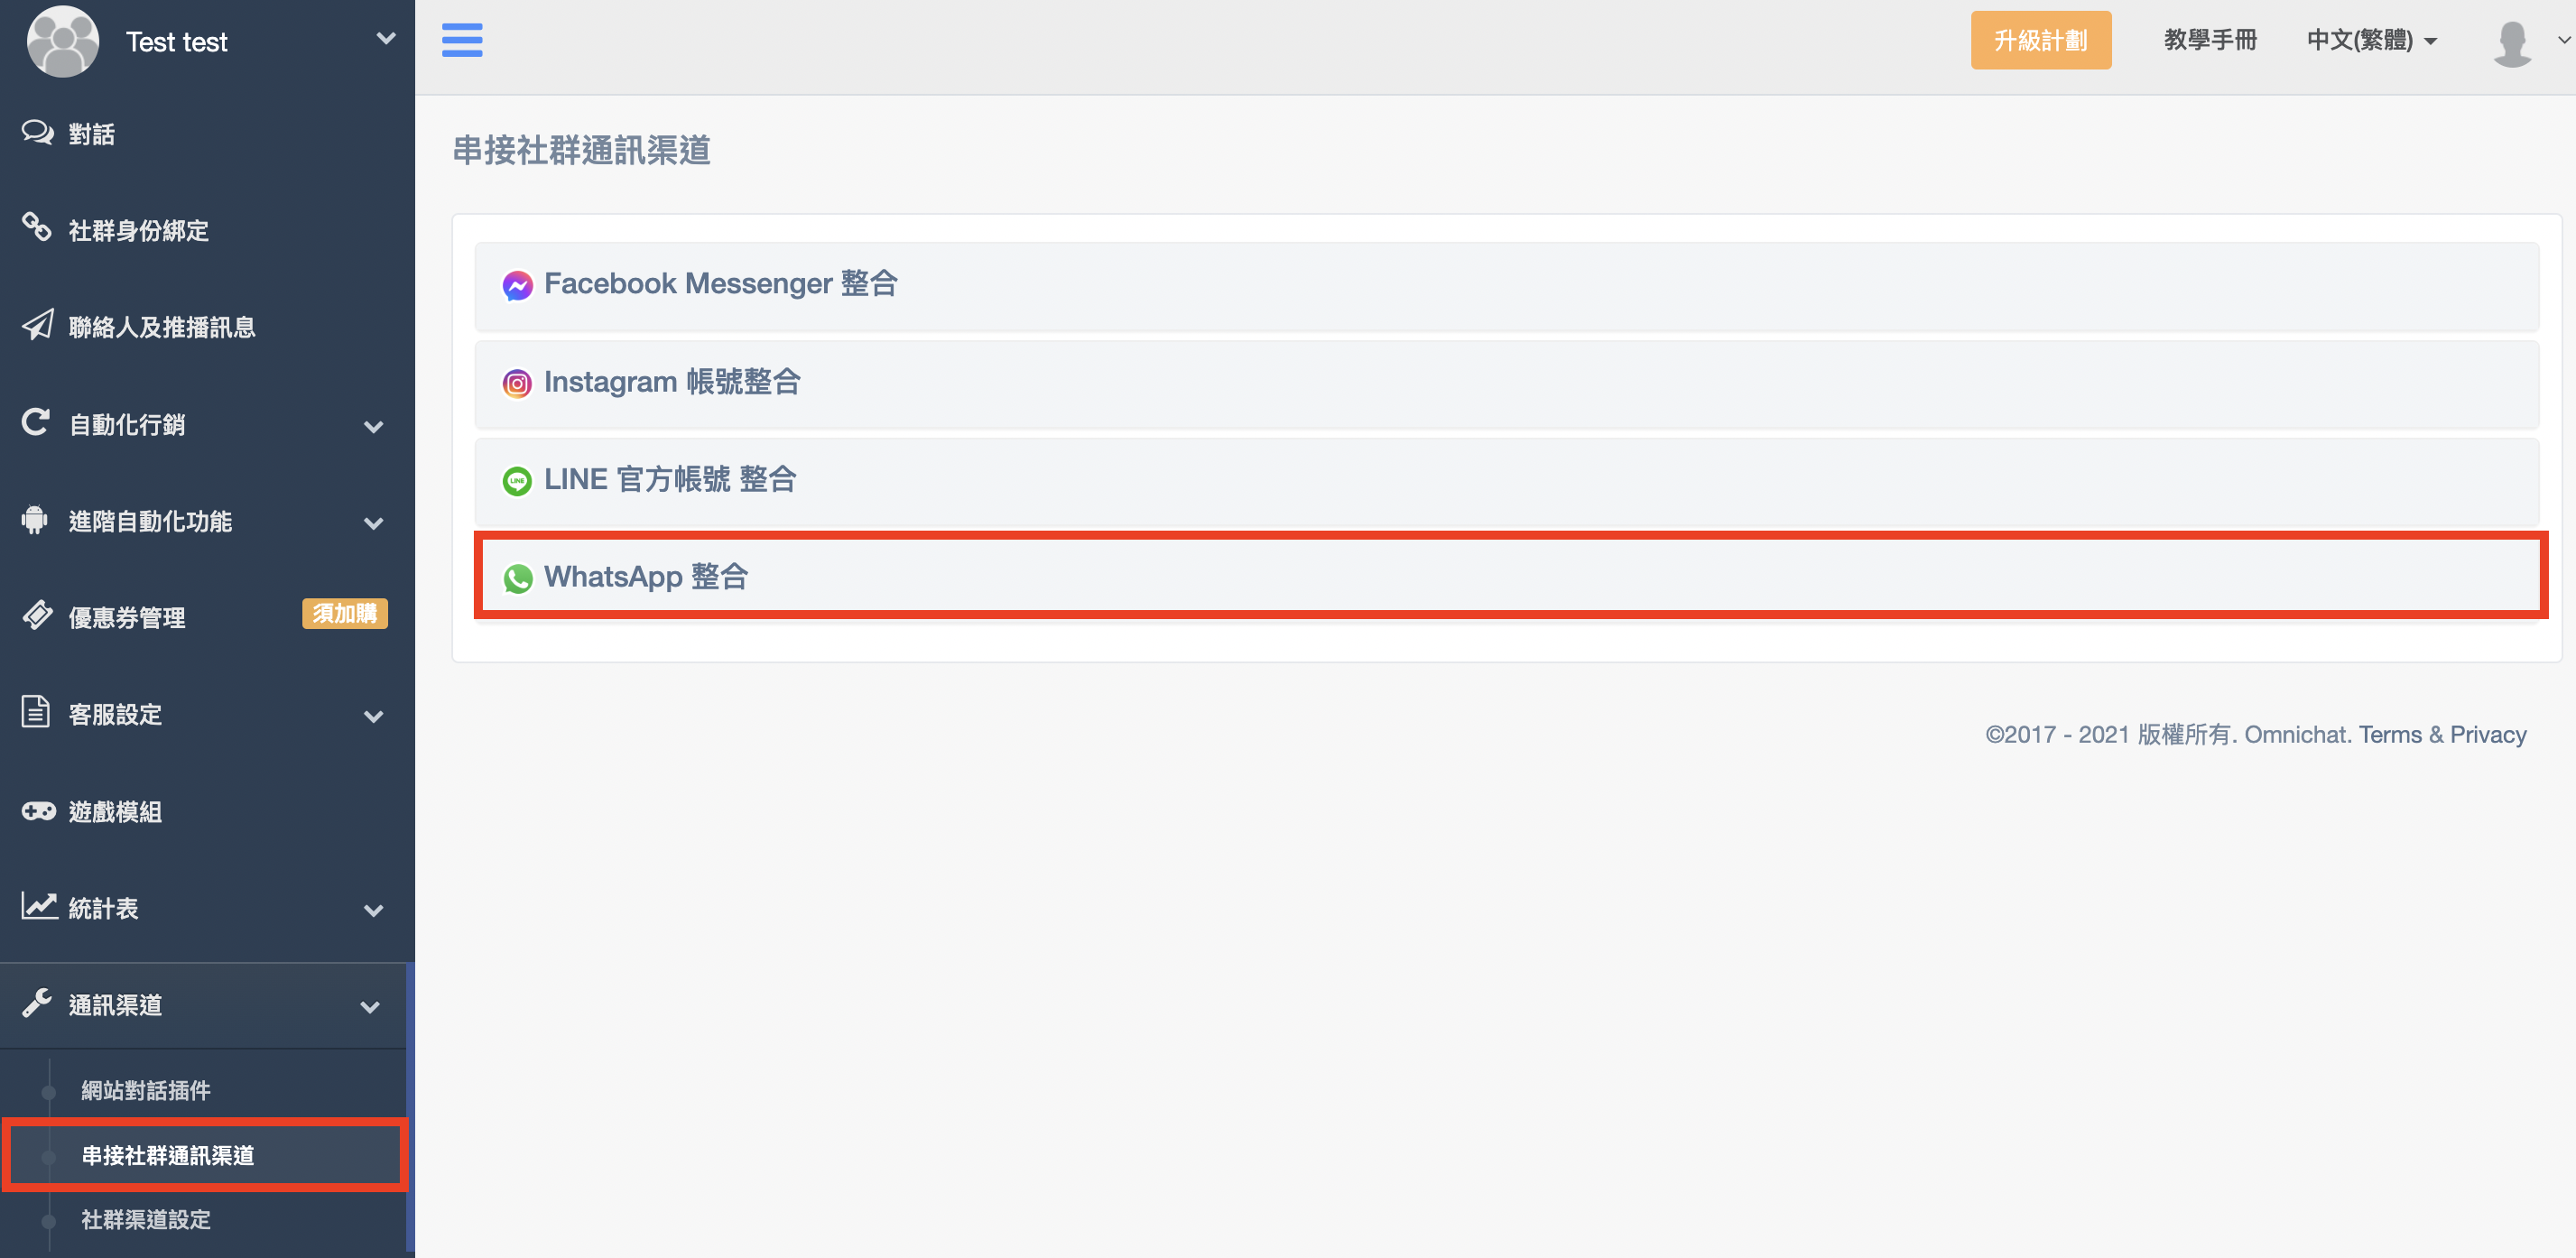 Test test
對話
社群身份綁定
聯絡人及推播訊息
自動化行銷
進階自動化功能
優惠券管理 須加購
客服設定
遊戲模組
統計表
通訊渠道
網站對話插件
串接社群通訊渠道
社群渠道設定
升級計劃 教學手冊 中文(繁體)
串接社群通訊渠道
Facebook Messenger 整合
Instagram 帳號整合
LINE
LINE 官方帳號 整合
WhatsApp 整合
©2017 - 2021 版權所有. Omnichat. Terms & Privacy